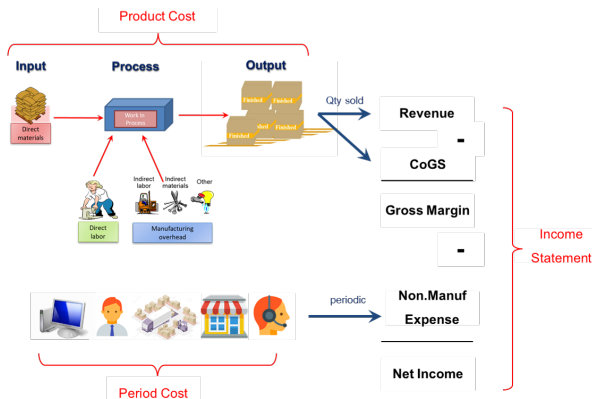 Product Cost
Input
Process
Output
Direct
materials
Work in
Process
Finished
Finished
Finished
Finished
Qty sold
Revenue
-
CoGS
Gross Margin
-
Indirect
labor
Indirect
materials
Other
Direct
labor
Manufacturing
overhead
Income
Statement
periodic
Non.Manuf
Expense
Net Income
Period Cost